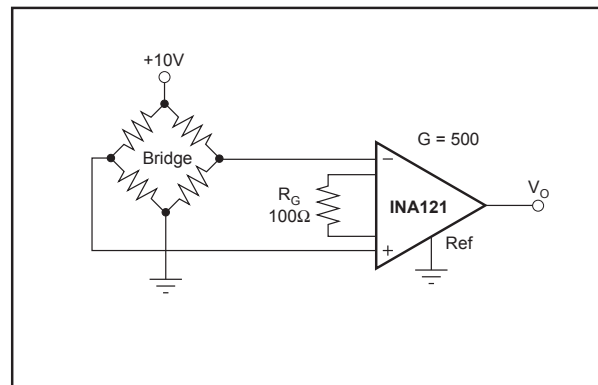 +10V
Bridge
G = 500
−
R_G
100Ω
INA121
V_O
+
Ref